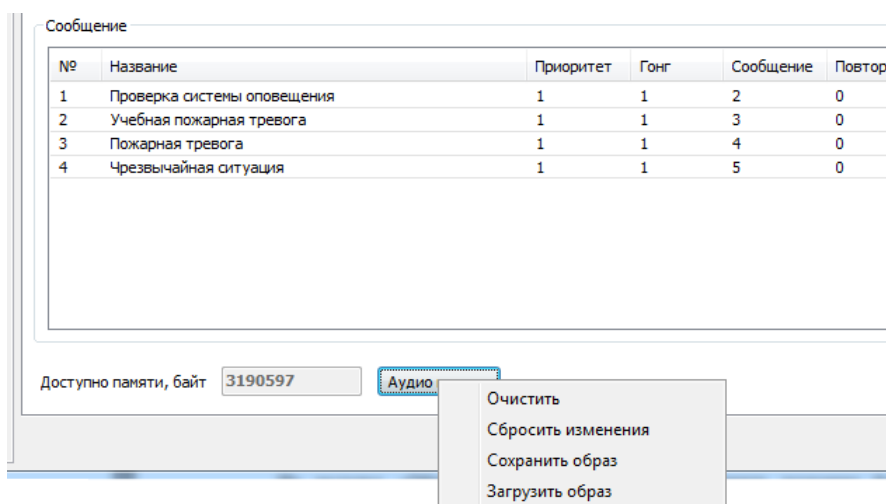 Сообщение
№ Название Приоритет Гонг Сообщение Повтор
1 Проверка системы оповещения 1 1 2 0
2 Учебная пожарная тревога 1 1 3 0
3 Пожарная тревога 1 1 4 0
4 Чрезвычайная ситуация 1 1 5 0
Доступно памяти, байт 3190597 Аудио
Очистить
Сбросить изменения
Сохранить образ
Загрузить образ